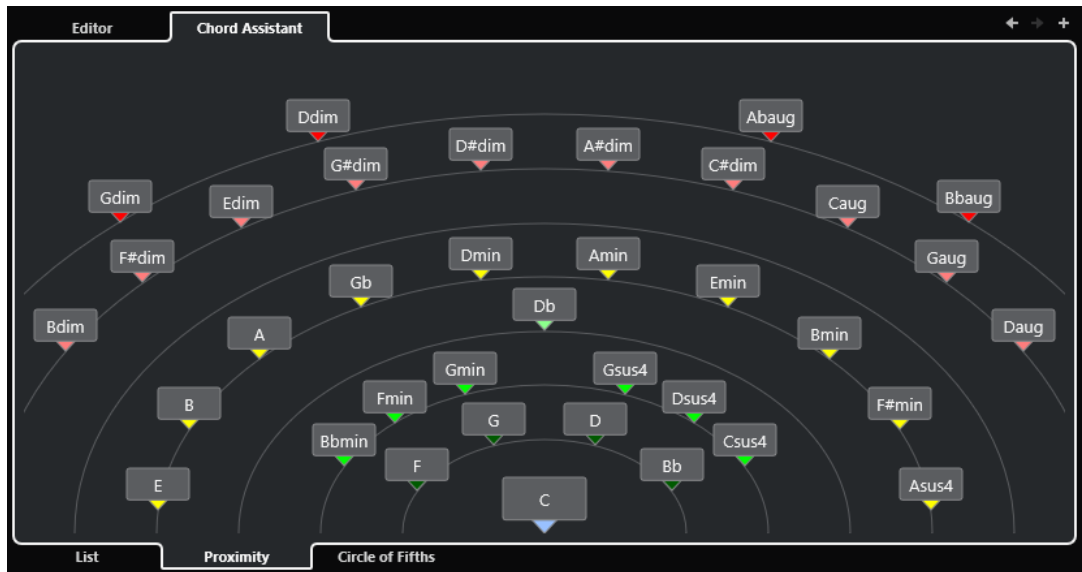 Editor
Chord Assistant
Ddim
Abaug
G#dim
D#dim
A#dim
C#dim
Gdim
Edim
Caug
Bbaug
F#dim
Dmin
Amin
Gaug
Gb
Emin
Bdim
Db
Daug
A
Bmin
Gmin
Gsus4
B
Fmin
Dsus4
F#min
G
D
Bbmin
Csus4
F
Bb
E
C
Asus4
List
Proximity
Circle of Fifths